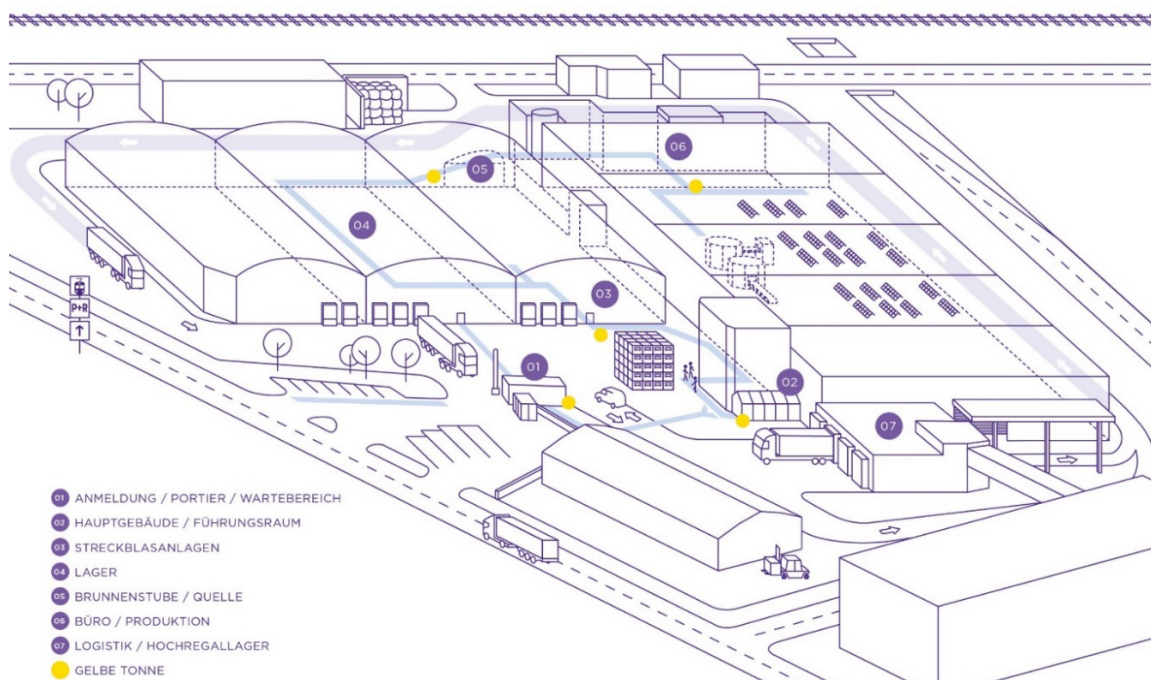 06
05
04
03
01
02
07
P+R
01 ANMELDUNG / PORTIER / WARTEBEREICH
02 HAUPTGEBÄUDE / FÜHRUNGSRAUM
03 STRECKBLASANLAGEN
04 LAGER
05 BRUNNENSTUBE / QUELLE
06 BÜRO / PRODUKTION
07 LOGISTIK / HOCHREGALLAGER
GELBE TONNE